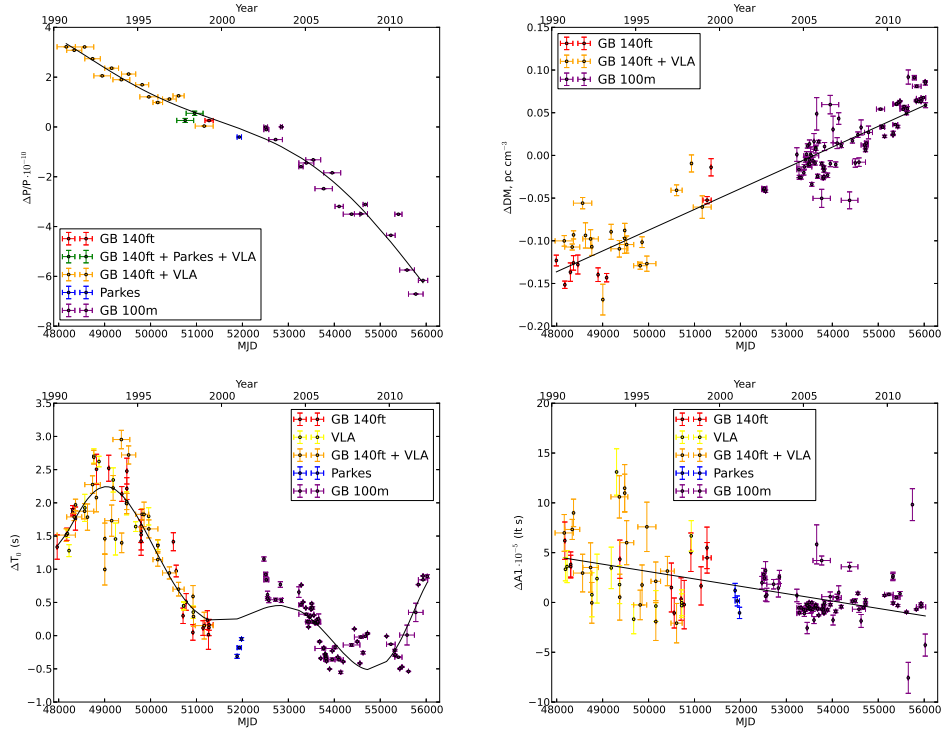 Year
1990 1995 2000 2005 2010
4
2
0
−2
−4
−6
−8
ΔP/P·10⁻¹⁰
GB 140ft
GB 140ft + Parkes + VLA
GB 140ft + VLA
Parkes
GB 100m
48000 49000 50000 51000 52000 53000 54000 55000 56000
MJD
Year
1990 1995 2000 2005 2010
0.15
0.10
0.05
0.00
−0.05
−0.10
−0.15
−0.20
ΔDM, pc cm⁻³
GB 140ft
GB 140ft + VLA
GB 100m
48000 49000 50000 51000 52000 53000 54000 55000 56000
MJD
Year
1990 1995 2000 2005 2010
3.5
3.0
2.5
2.0
1.5
1.0
0.5
0.0
−0.5
−1.0
ΔT₀ (s)
GB 140ft
VLA
GB 140ft + VLA
Parkes
GB 100m
48000 49000 50000 51000 52000 53000 54000 55000 56000
MJD
Year
1990 1995 2000 2005 2010
20
15
10
5
0
−5
−10
ΔA1·10⁻⁵ (lt s)
GB 140ft
VLA
GB 140ft + VLA
Parkes
GB 100m
48000 49000 50000 51000 52000 53000 54000 55000 56000
MJD